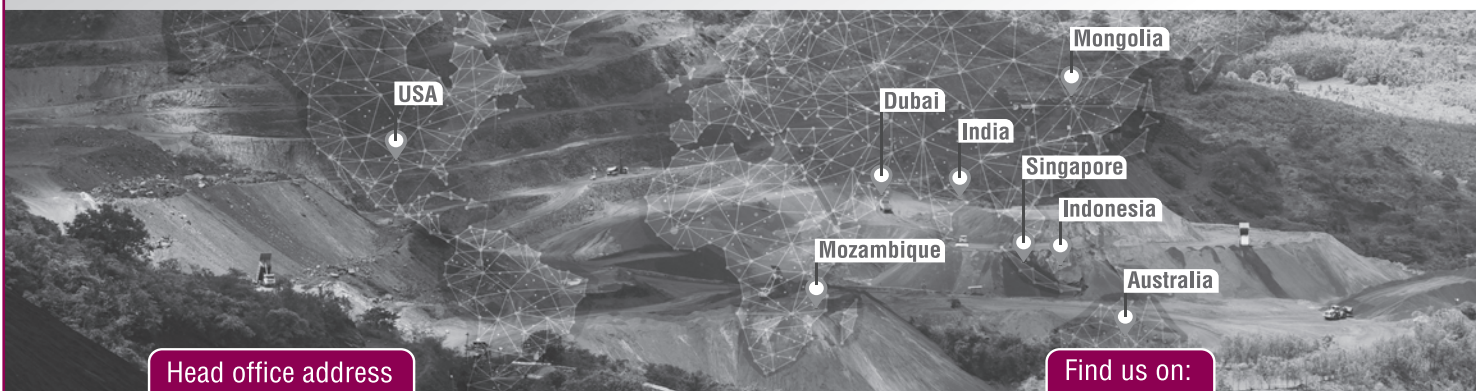 Mongolia
USA
Dubai
India
Singapore
Indonesia
Mozambique
Australia
Head office address
Find us on: